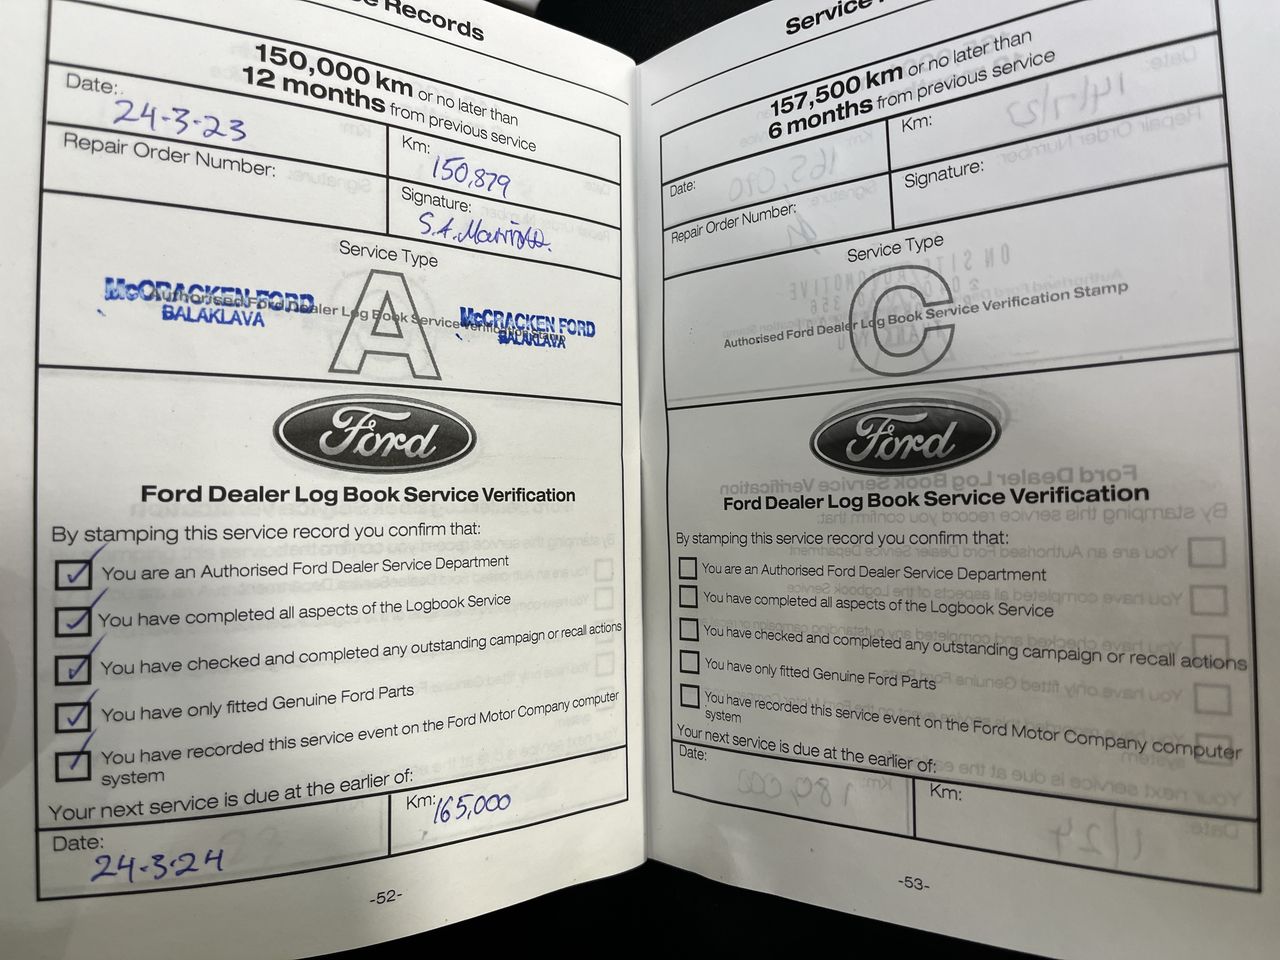 e Records
150,000 km or no later than
12 months from previous service
Date:
24-3-23
Km:
150,879
Repair Order Number:
Signature:
Service Type
A
McCRACKEN FORD
BALAKLAVA
Authorised Ford Dealer Log Book Service Verification Stamp
McCRACKEN FORD
BALAKLAVA
Ford
Ford Dealer Log Book Service Verification
By stamping this service record you confirm that:
You are an Authorised Ford Dealer Service Department
You have completed all aspects of the Logbook Service
You have checked and completed any outstanding campaign or recall actions
You have only fitted Genuine Ford Parts
You have recorded this service event on the Ford Motor Company computer
system
Your next service is due at the earlier of:
Date:
24-3-24
Km:
165,000
-52-
Service
157,500 km or no later than
6 months from previous service
Date:
Km:
Repair Order Number:
Signature:
Service Type
C
Authorised Ford Dealer Log Book Service Verification Stamp
Ford
Ford Dealer Log Book Service Verification
By stamping this service record you confirm that:
You are an Authorised Ford Dealer Service Department
You have completed all aspects of the Logbook Service
You have checked and completed any outstanding campaign or recall actions
You have only fitted Genuine Ford Parts
You have recorded this service event on the Ford Motor Company computer
system
Your next service is due at the earlier of:
Date:
Km:
-53-